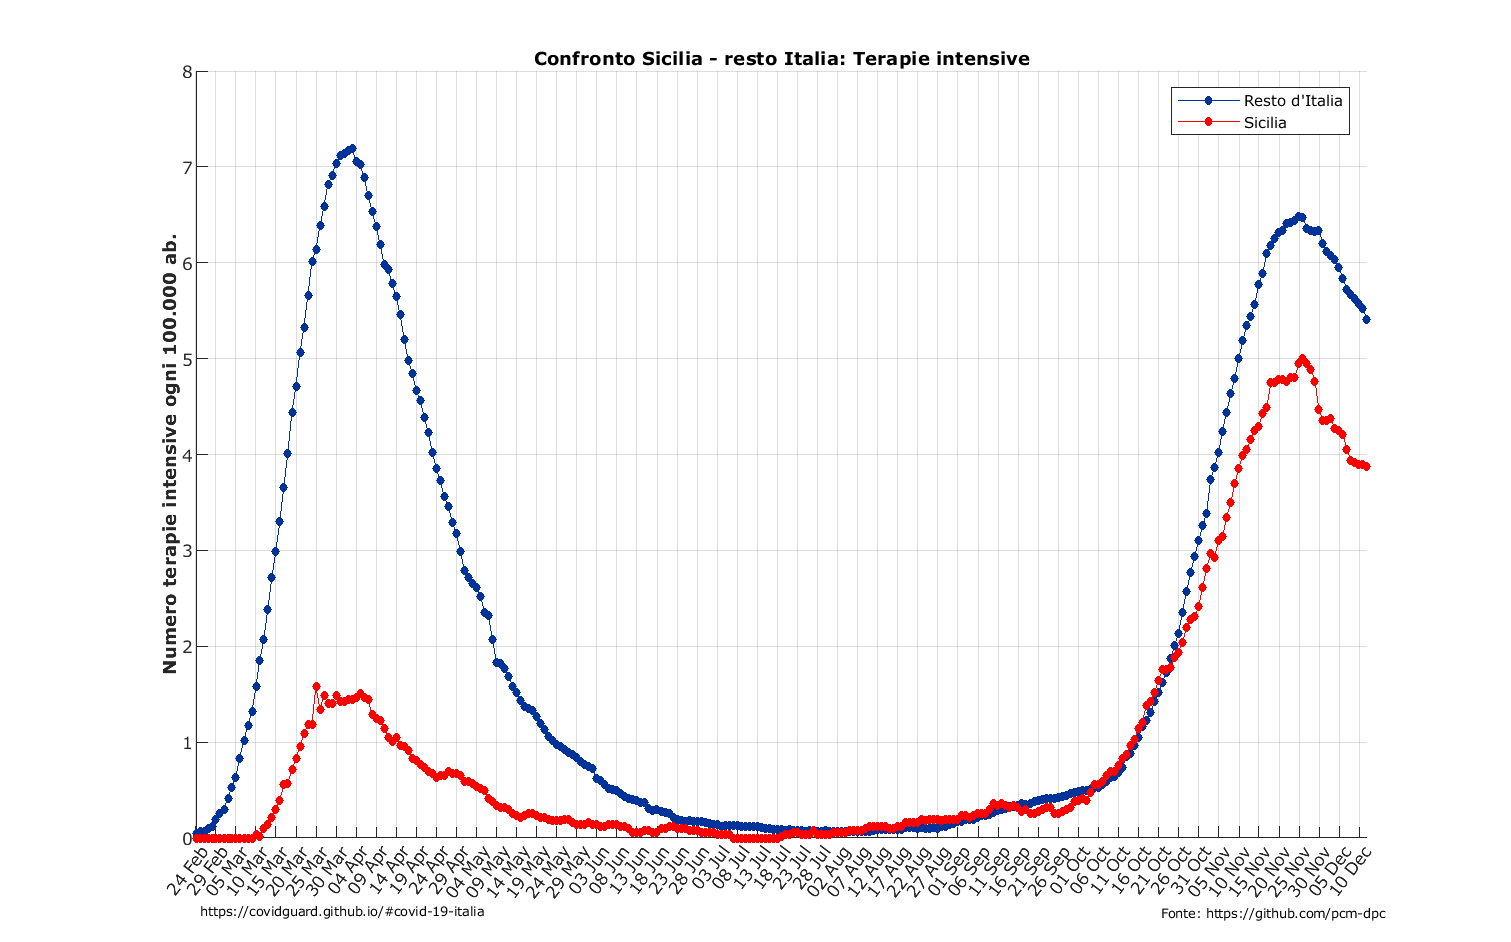 Confronto Sicilia - resto Italia: Terapie intensive
Resto d'Italia
Sicilia
Numero terapie intensive ogni 100.000 ab.
8
7
6
5
4
3
2
1
0
24 Feb
29 Feb
05 Mar
10 Mar
15 Mar
20 Mar
25 Mar
30 Mar
04 Apr
09 Apr
14 Apr
19 Apr
24 Apr
29 Apr
04 May
09 May
14 May
19 May
24 May
29 May
03 Jun
08 Jun
13 Jun
18 Jun
23 Jun
28 Jun
03 Jul
08 Jul
13 Jul
18 Jul
23 Jul
28 Jul
02 Aug
07 Aug
12 Aug
17 Aug
22 Aug
27 Aug
01 Sep
06 Sep
11 Sep
16 Sep
21 Sep
26 Sep
01 Oct
06 Oct
11 Oct
16 Oct
21 Oct
26 Oct
31 Oct
05 Nov
10 Nov
15 Nov
20 Nov
25 Nov
30 Nov
05 Dec
10 Dec
https://covidguard.github.io/#covid-19-italia
Fonte: https://github.com/pcm-dpc